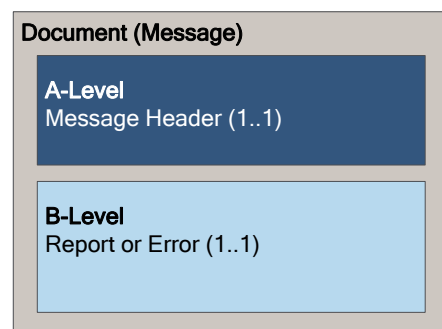 Document (Message)
A-Level
Message Header (1..1)
B-Level
Report or Error (1..1)